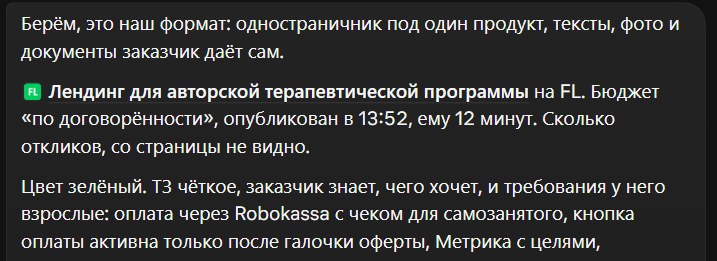 Берём, это наш формат: одностраничник под один продукт, тексты, фото и
документы заказчик даёт сам.
FL Лендинг для авторской терапевтической программы на FL. Бюджет
«по договорённости», опубликован в 13:52, ему 12 минут. Сколько
откликов, со страницы не видно.
Цвет зелёный. ТЗ чёткое, заказчик знает, чего хочет, и требования у него
взрослые: оплата через Robokassa с чеком для самозанятого, кнопка
оплаты активна только после галочки оферты, Метрика с целями,